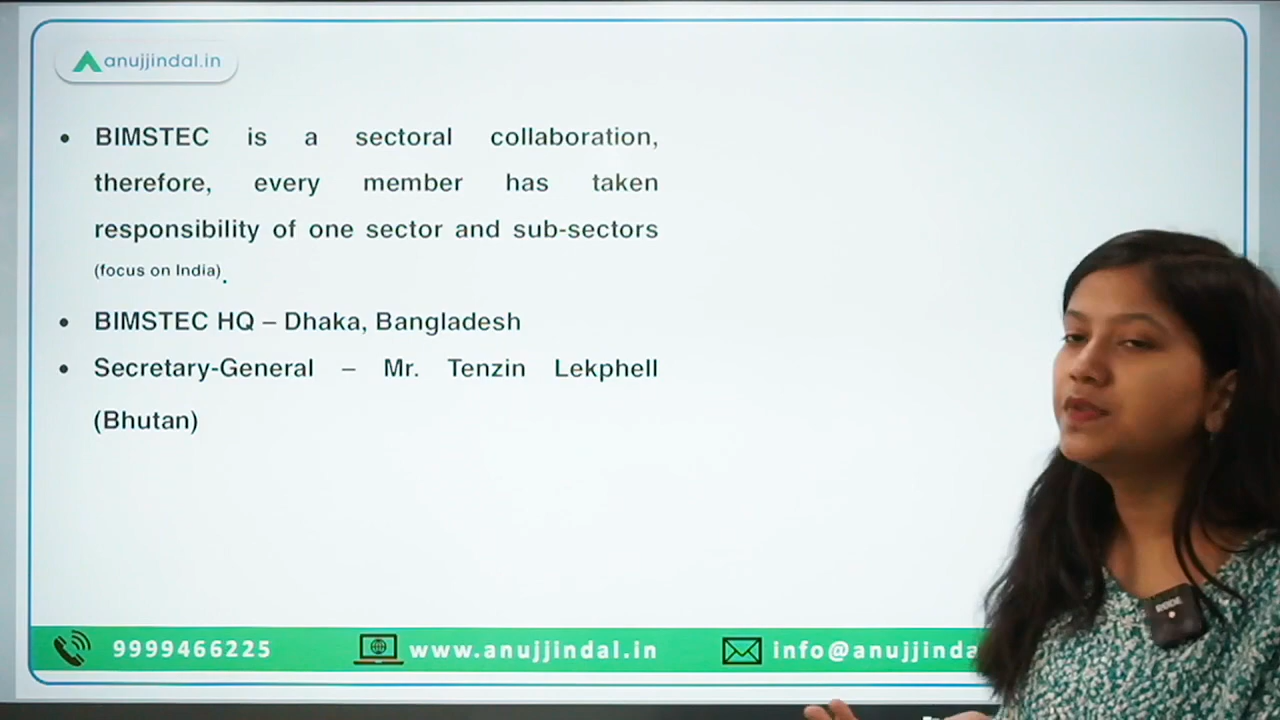 anujjindal.in
• BIMSTEC is a sectoral collaboration,
therefore, every member has taken
responsibility of one sector and sub-sectors
(focus on India).
• BIMSTEC HQ – Dhaka, Bangladesh
• Secretary-General – Mr. Tenzin Lekphell
(Bhutan)
9999466225 www.anujjindal.in info@anujjinda